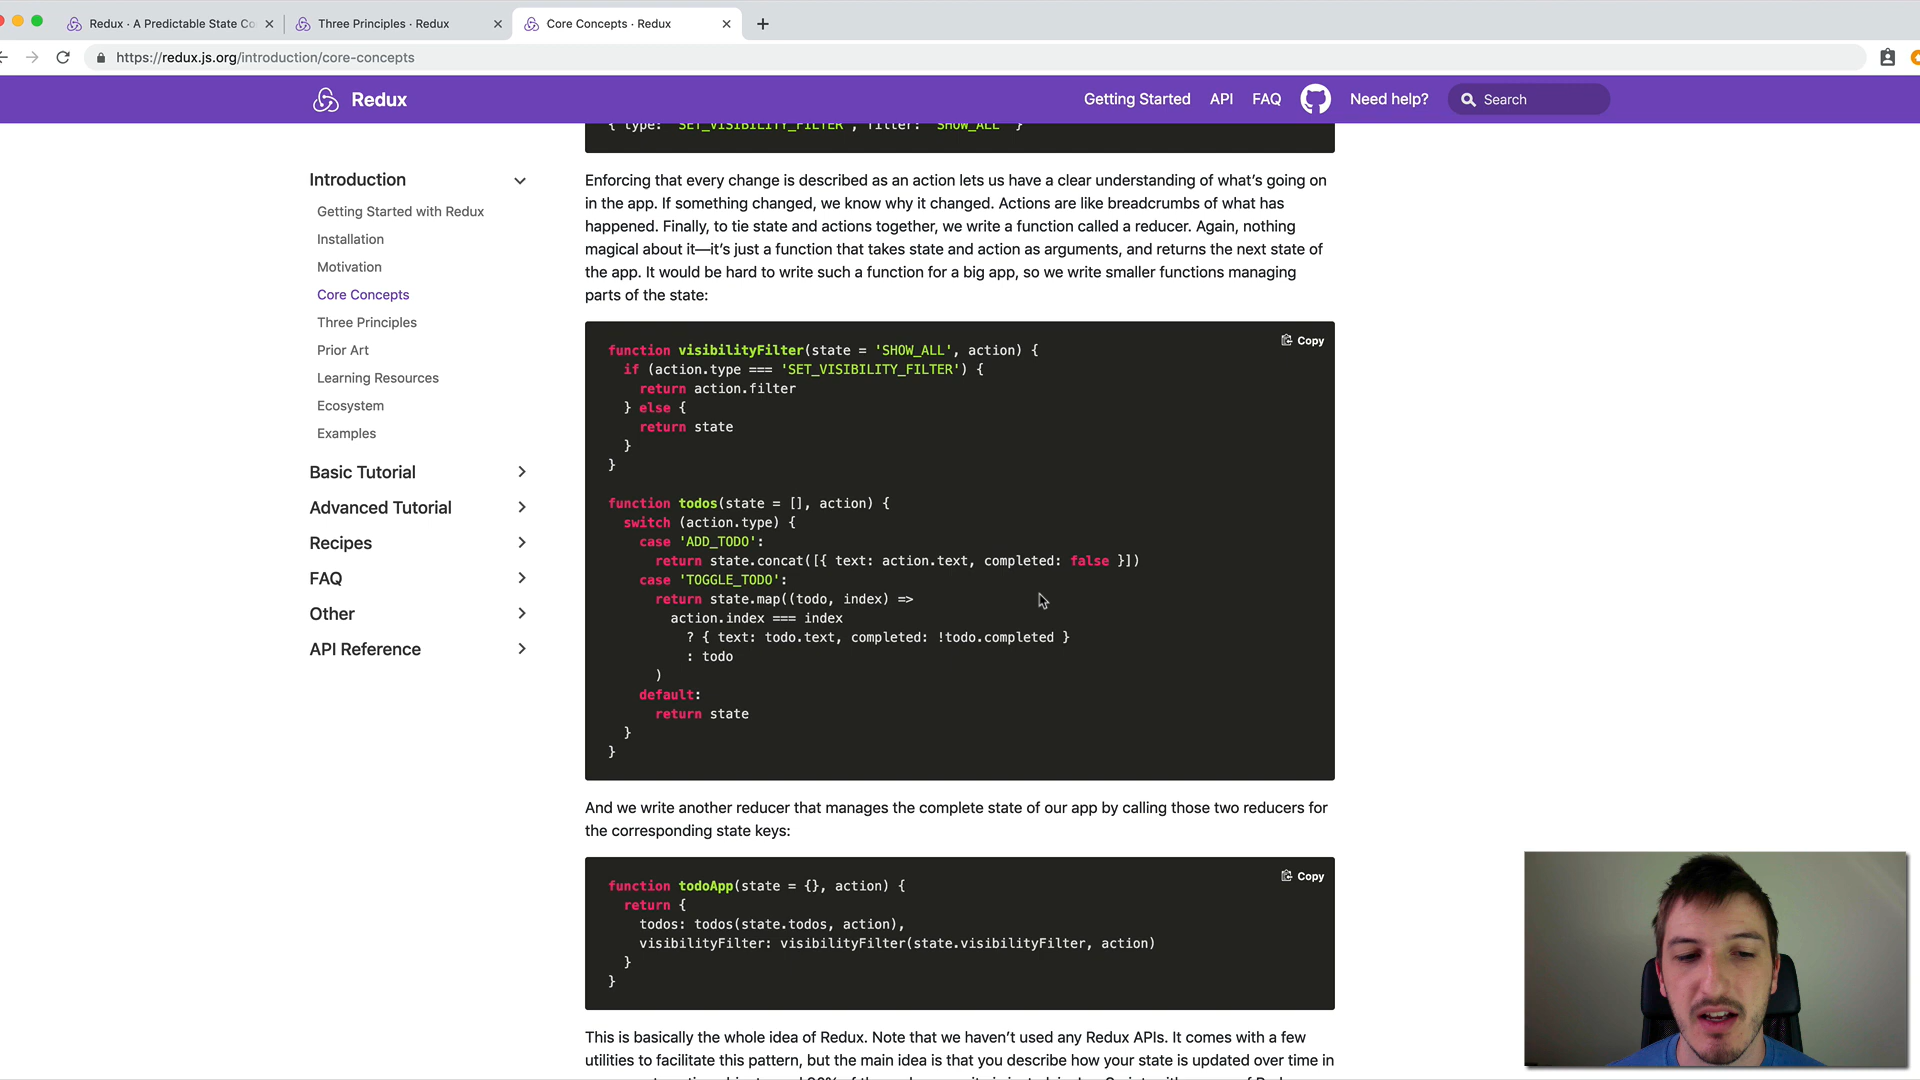 Redux · A Predictable State Co
Three Principles · Redux
Core Concepts · Redux
https://redux.js.org/introduction/core-concepts
Redux
Getting Started
API
FAQ
Need help?
Search
Introduction
Getting Started with Redux
Installation
Motivation
Core Concepts
Three Principles
Prior Art
Learning Resources
Ecosystem
Examples
Basic Tutorial
Advanced Tutorial
Recipes
FAQ
Other
API Reference
{ type: 'SET_VISIBILITY_FILTER', filter: 'SHOW_ALL' }
Enforcing that every change is described as an action lets us have a clear understanding of what’s going on
in the app. If something changed, we know why it changed. Actions are like breadcrumbs of what has
happened. Finally, to tie state and actions together, we write a function called a reducer. Again, nothing
magical about it—it’s just a function that takes state and action as arguments, and returns the next state of
the app. It would be hard to write such a function for a big app, so we write smaller functions managing
parts of the state:
Copy
function visibilityFilter(state = 'SHOW_ALL', action) {
if (action.type === 'SET_VISIBILITY_FILTER') {
return action.filter
} else {
return state
}
}
function todos(state = [], action) {
switch (action.type) {
case 'ADD_TODO':
return state.concat([{ text: action.text, completed: false }])
case 'TOGGLE_TODO':
return state.map((todo, index) =>
action.index === index
? { text: todo.text, completed: !todo.completed }
: todo
)
default:
return state
}
}
And we write another reducer that manages the complete state of our app by calling those two reducers for
the corresponding state keys:
Copy
function todoApp(state = {}, action) {
return {
todos: todos(state.todos, action),
visibilityFilter: visibilityFilter(state.visibilityFilter, action)
}
}
This is basically the whole idea of Redux. Note that we haven’t used any Redux APIs. It comes with a few
utilities to facilitate this pattern, but the main idea is that you describe how your state is updated over time in